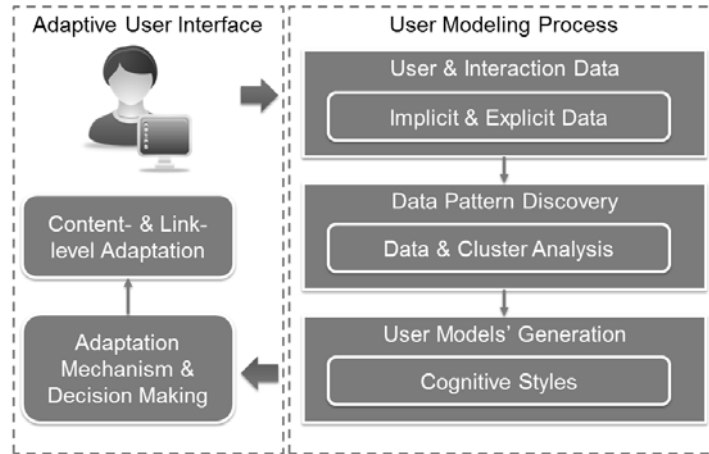 Adaptive User Interface
User Modeling Process
User & Interaction Data
Implicit & Explicit Data
Data Pattern Discovery
Data & Cluster Analysis
User Models' Generation
Cognitive Styles
Content- & Link-
level Adaptation
Adaptation
Mechanism &
Decision Making